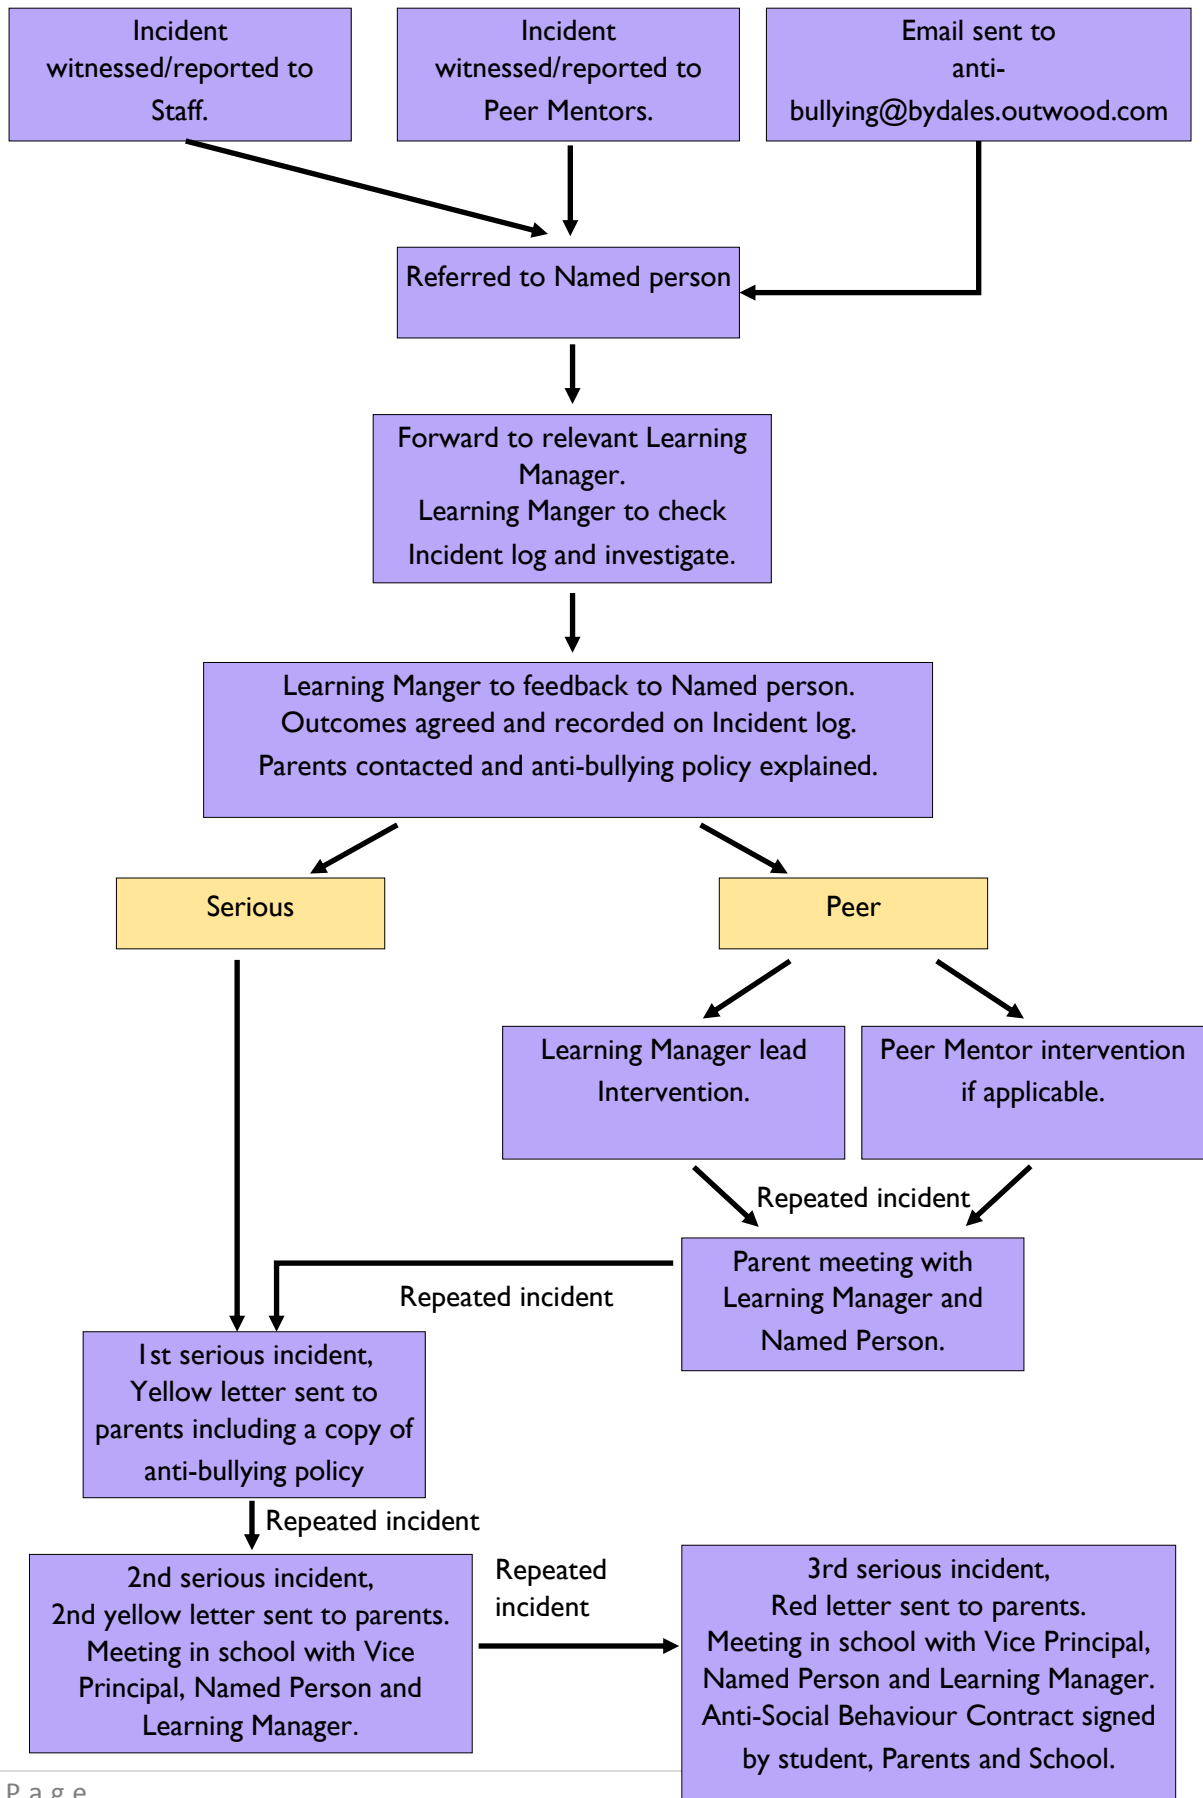 Incident
witnessed/reported to
Staff.
Incident
witnessed/reported to
Peer Mentors.
Email sent to
anti-
bullying@bydales.outwood.com
Referred to Named person
Forward to relevant Learning
Manager.
Learning Manger to check
Incident log and investigate.
Learning Manger to feedback to Named person.
Outcomes agreed and recorded on Incident log.
Parents contacted and anti-bullying policy explained.
Serious
Peer
Learning Manager lead
Intervention.
Peer Mentor intervention
if applicable.
Repeated incident
Parent meeting with
Learning Manager and
Named Person.
Repeated incident
1st serious incident,
Yellow letter sent to
parents including a copy of
anti-bullying policy
Repeated incident
2nd serious incident,
2nd yellow letter sent to parents.
Meeting in school with Vice
Principal, Named Person and
Learning Manager.
Repeated
incident
3rd serious incident,
Red letter sent to parents.
Meeting in school with Vice Principal,
Named Person and Learning Manager.
Anti-Social Behaviour Contract signed
by student, Parents and School.
Page